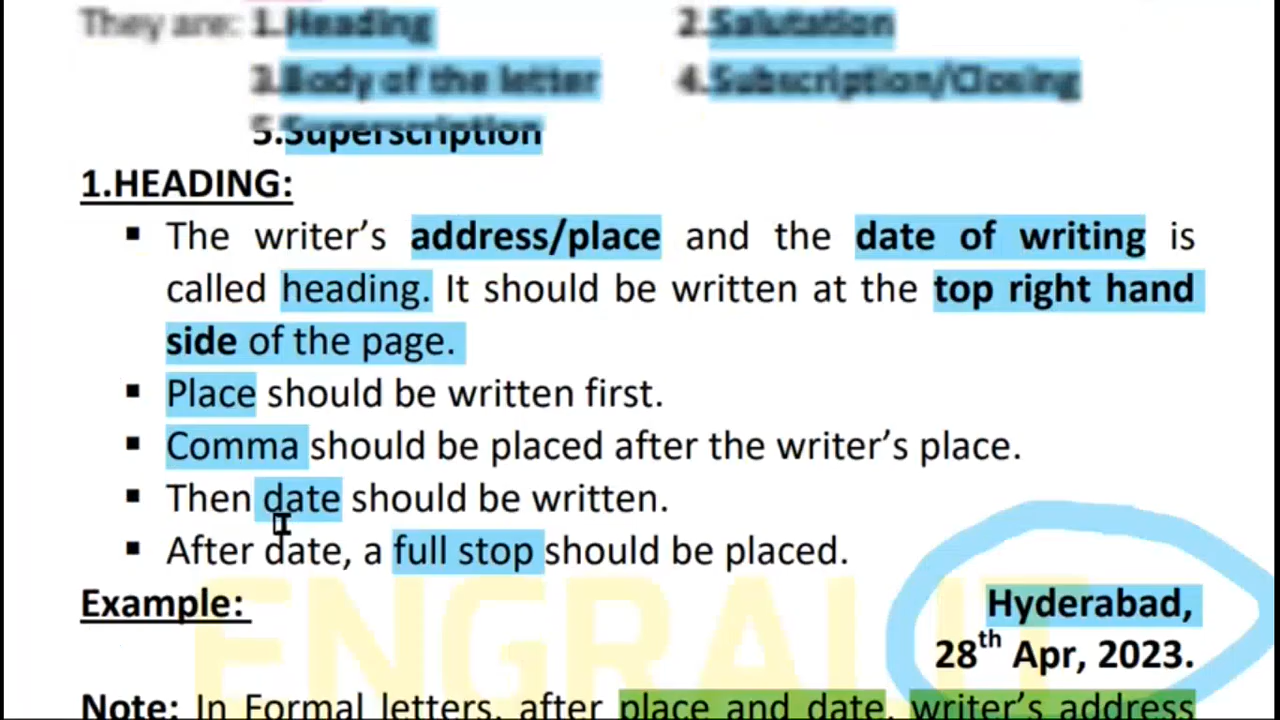 They are: 1.Heading 2.Salutation
3.Body of the letter 4.Subscription/Closing
5.Superscription
1.HEADING:
▪ The writer’s address/place and the date of writing is
called heading. It should be written at the top right hand
side of the page.
▪ Place should be written first.
▪ Comma should be placed after the writer’s place.
▪ Then date should be written.
▪ After date, a full stop should be placed.
Example: Hyderabad,
28th Apr, 2023.
Note: In Formal letters, after place and date, writer’s address